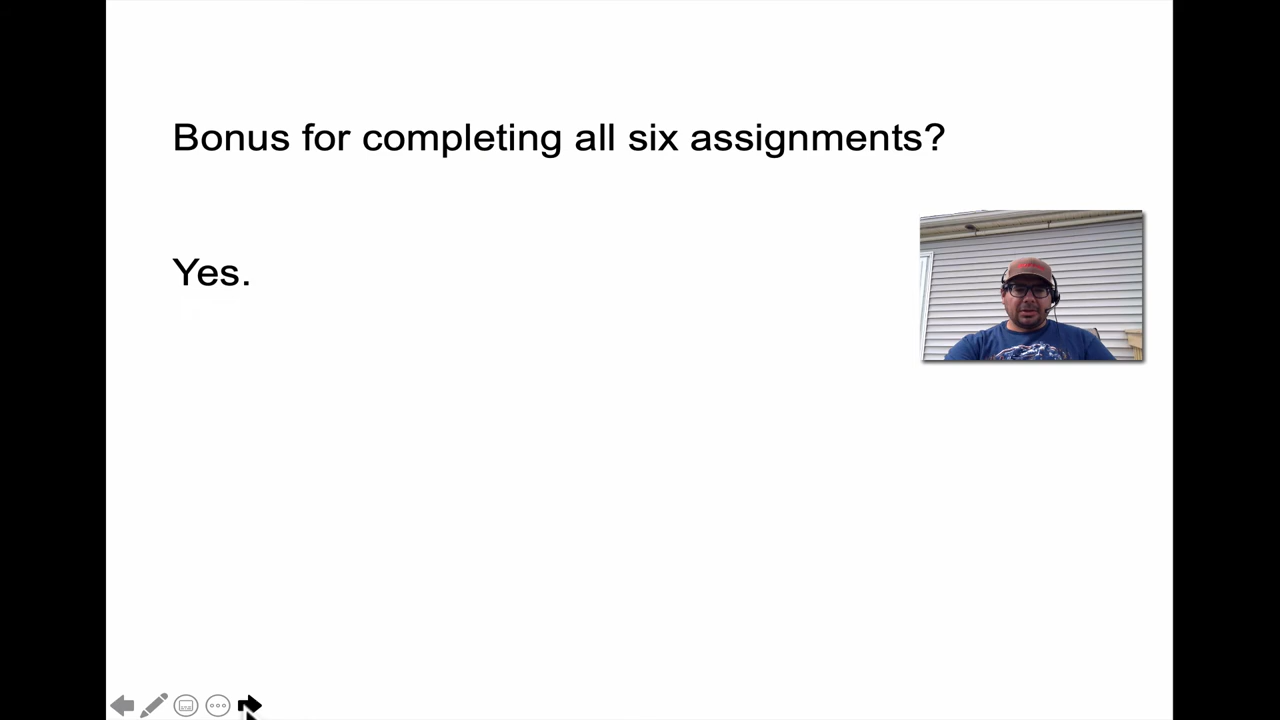 Bonus for completing all six assignments?
Yes.